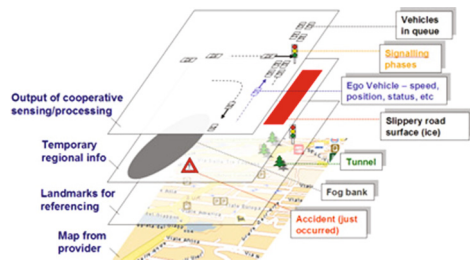 Vehicles
in queue
Signalling
phases
Ego Vehicle – speed,
position, status, etc
Output of cooperative
sensing/processing
Slippery road
surface (ice)
Temporary
regional info
Tunnel
Fog bank
Landmarks for
referencing
Accident (just
occurred)
Map from
provider